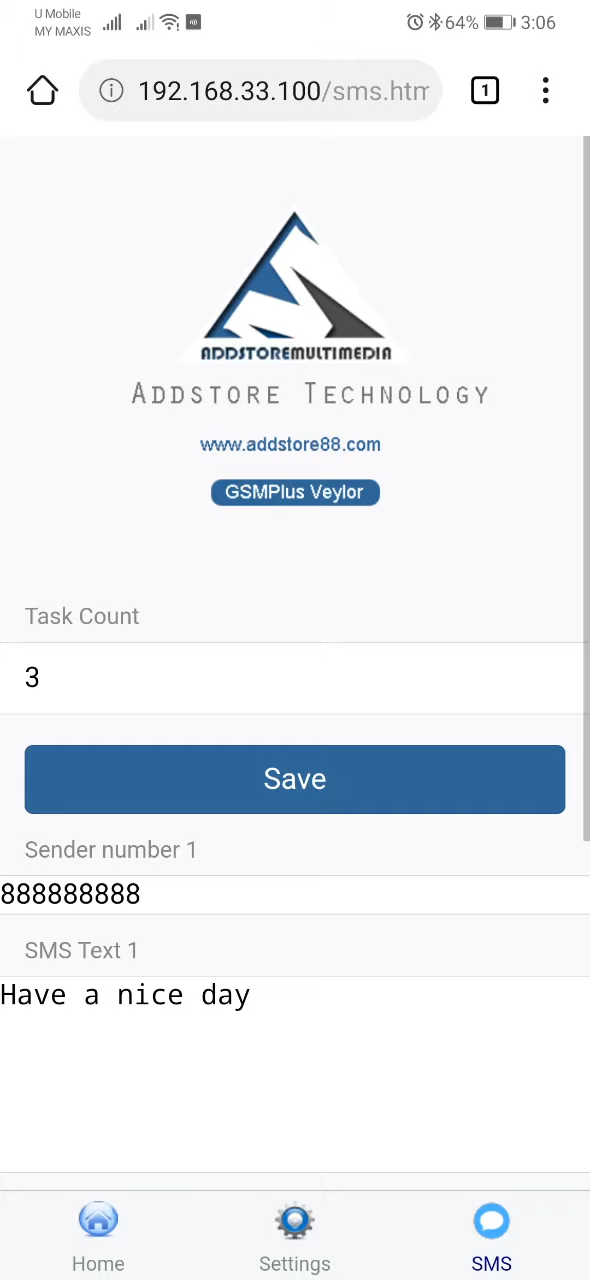 U Mobile
MY MAXIS
64% 3:06
192.168.33.100/sms.htm
1
ADDSTOREMULTIMEDIA
ADDSTORE TECHNOLOGY
www.addstore88.com
GSMPlus Veylor
Task Count
3
Save
Sender number 1
888888888
SMS Text 1
Have a nice day
Home Settings SMS